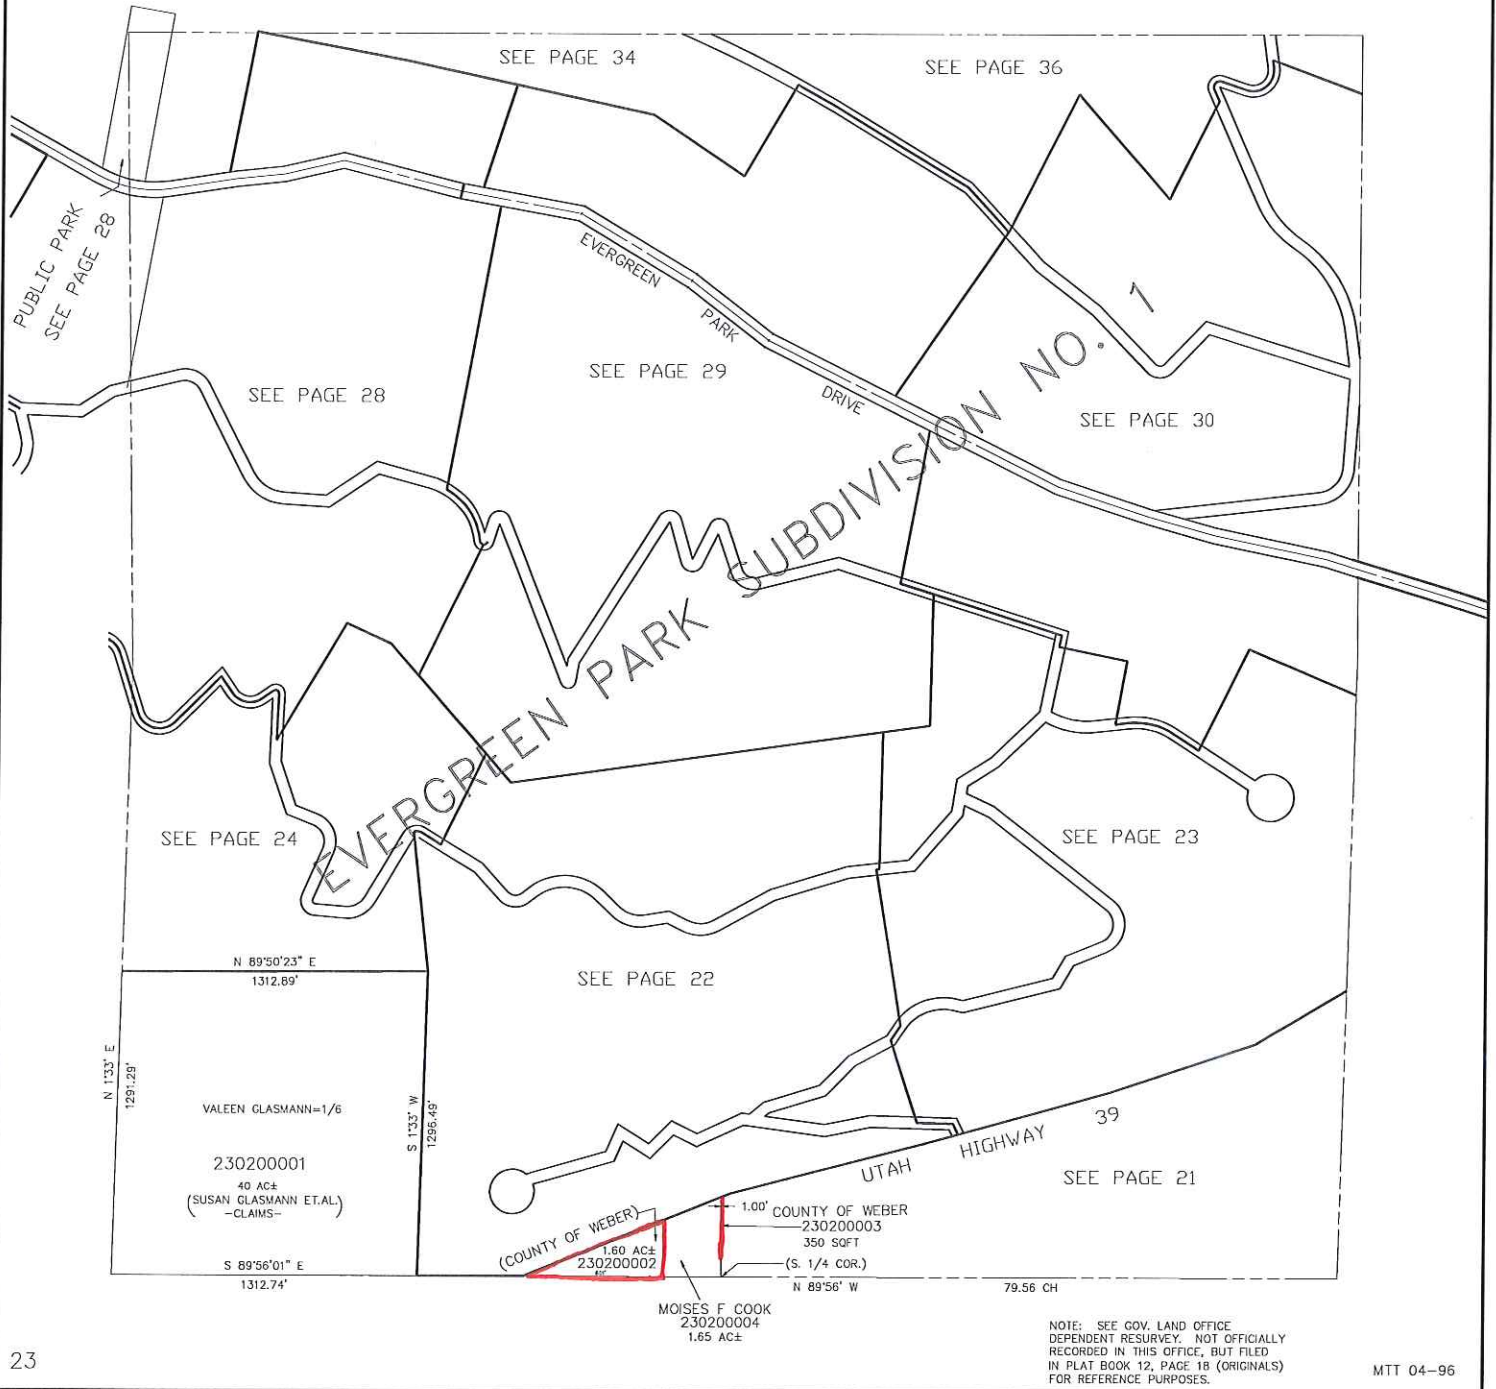 SEE PAGE 34
SEE PAGE 36
PUBLIC PARK
SEE PAGE 28
EVERGREEN
PARK
DRIVE
SEE PAGE 28
SEE PAGE 29
SEE PAGE 30
EVERGREEN PARK SUBDIVISION NO. 1
SEE PAGE 24
SEE PAGE 23
SEE PAGE 22
N 89°50'23" E
1312.89'
N 1°33' E
1291.29'
S 1°33' W
1296.49'
VALEEN GLASMANN=1/6
230200001
40 AC±
(SUSAN GLASMANN ET.AL.)
-CLAIMS-
S 89°56'01" E
1312.74'
UTAH HIGHWAY 39
SEE PAGE 21
(COUNTY OF WEBER)
1.60 AC±
230200002
1.00'
COUNTY OF WEBER
230200003
350 SQFT
(S. 1/4 COR.)
N 89°56' W
79.56 CH
MOISES F COOK
230200004
1.65 AC±
NOTE: SEE GOV. LAND OFFICE
DEPENDENT RESURVEY. NOT OFFICIALLY
RECORDED IN THIS OFFICE, BUT FILED
IN PLAT BOOK 12, PAGE 18 (ORIGINALS)
FOR REFERENCE PURPOSES.
23
MTT 04-96